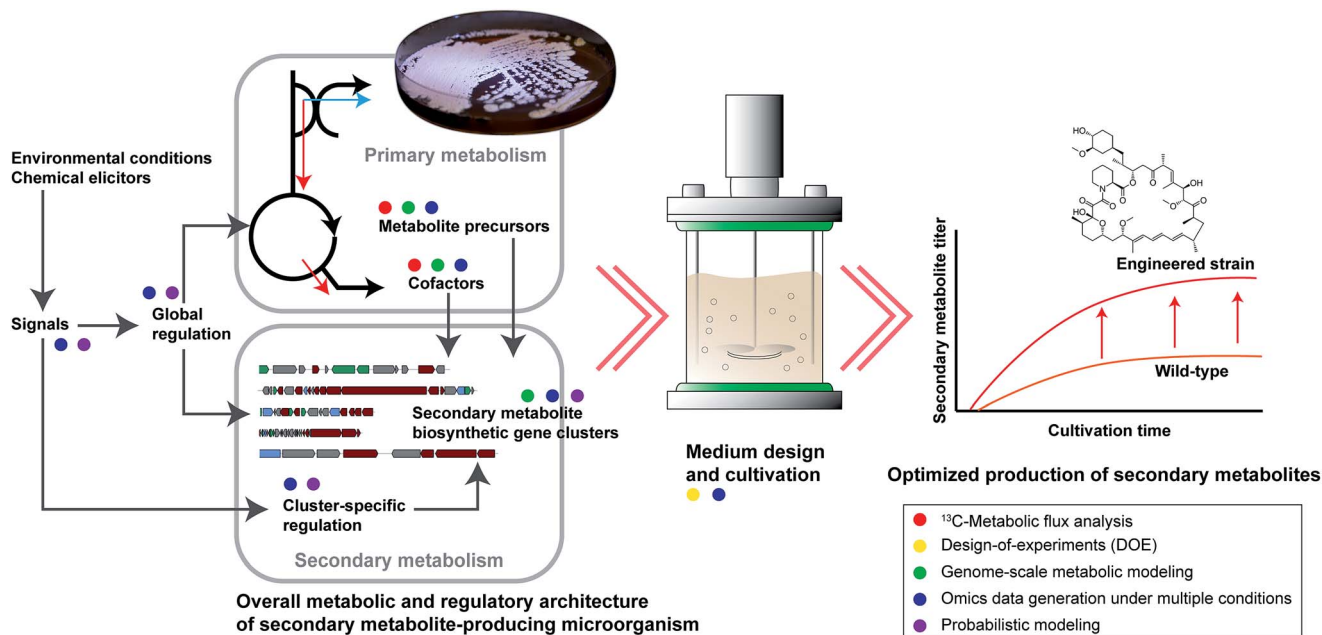 Environmental conditions
Chemical elicitors
Signals
Global
regulation
Primary metabolism
Metabolite precursors
Cofactors
Secondary metabolite
biosynthetic gene clusters
Cluster-specific
regulation
Secondary metabolism
Overall metabolic and regulatory architecture
of secondary metabolite-producing microorganism
Medium design
and cultivation
HO
O
O
O
N
O
O
O
HO
O
O
OH
O
O
O
Engineered strain
Wild-type
Secondary metabolite titer
Cultivation time
Optimized production of secondary metabolites
¹³C-Metabolic flux analysis
Design-of-experiments (DOE)
Genome-scale metabolic modeling
Omics data generation under multiple conditions
Probabilistic modeling